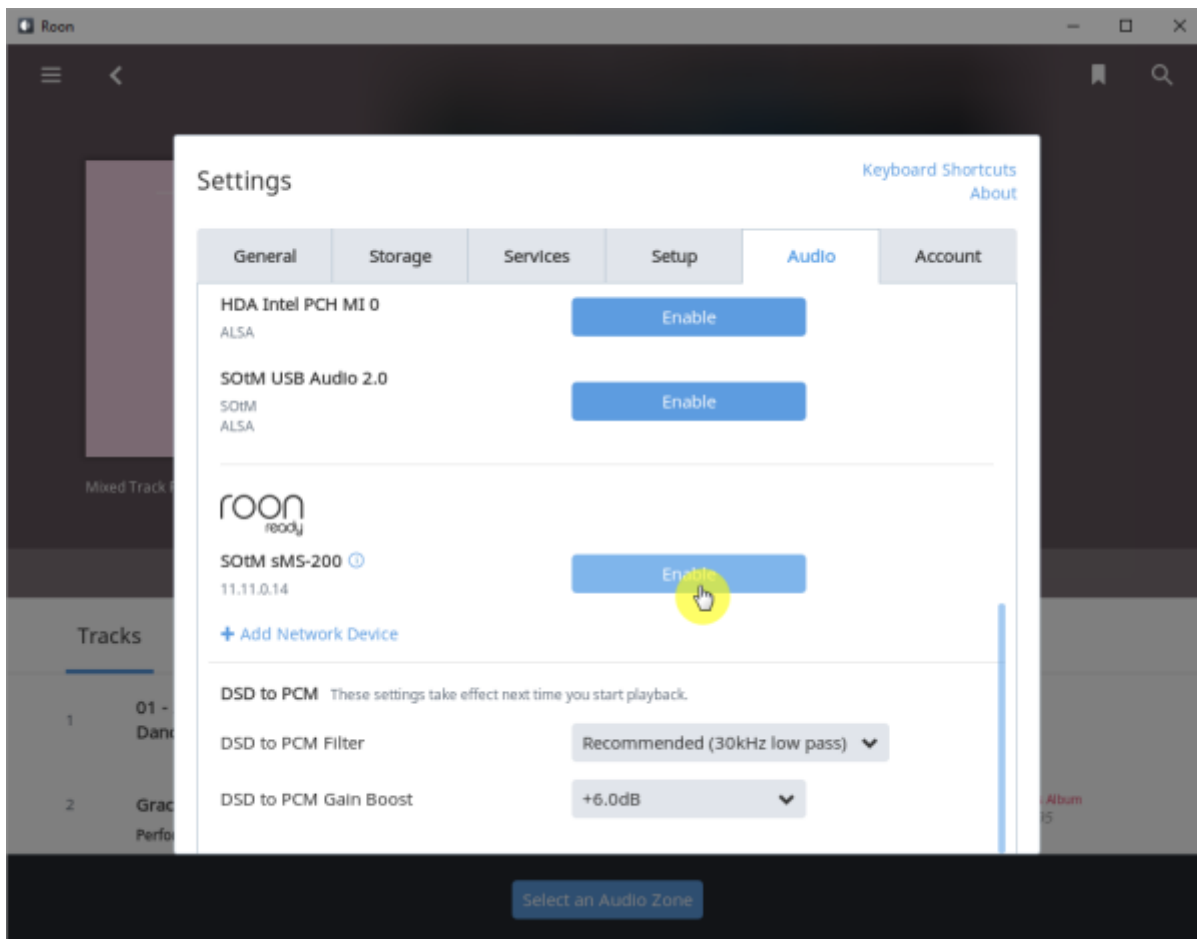 Roon
Settings
Keyboard Shortcuts
About
General
Storage
Services
Setup
Audio
Account
HDA Intel PCH MI 0
ALSA
Enable
SOtM USB Audio 2.0
SOtM
ALSA
Enable
Mixed Track
roon
ready
SOtM sMS-200
11.11.0.14
Enable
+ Add Network Device
Tracks
DSD to PCM These settings take effect next time you start playback.
1
01 -
DSD to PCM Filter
Recommended (30kHz low pass)
DSD to PCM Gain Boost
+6.0dB
2
Album
Select an Audio Zone